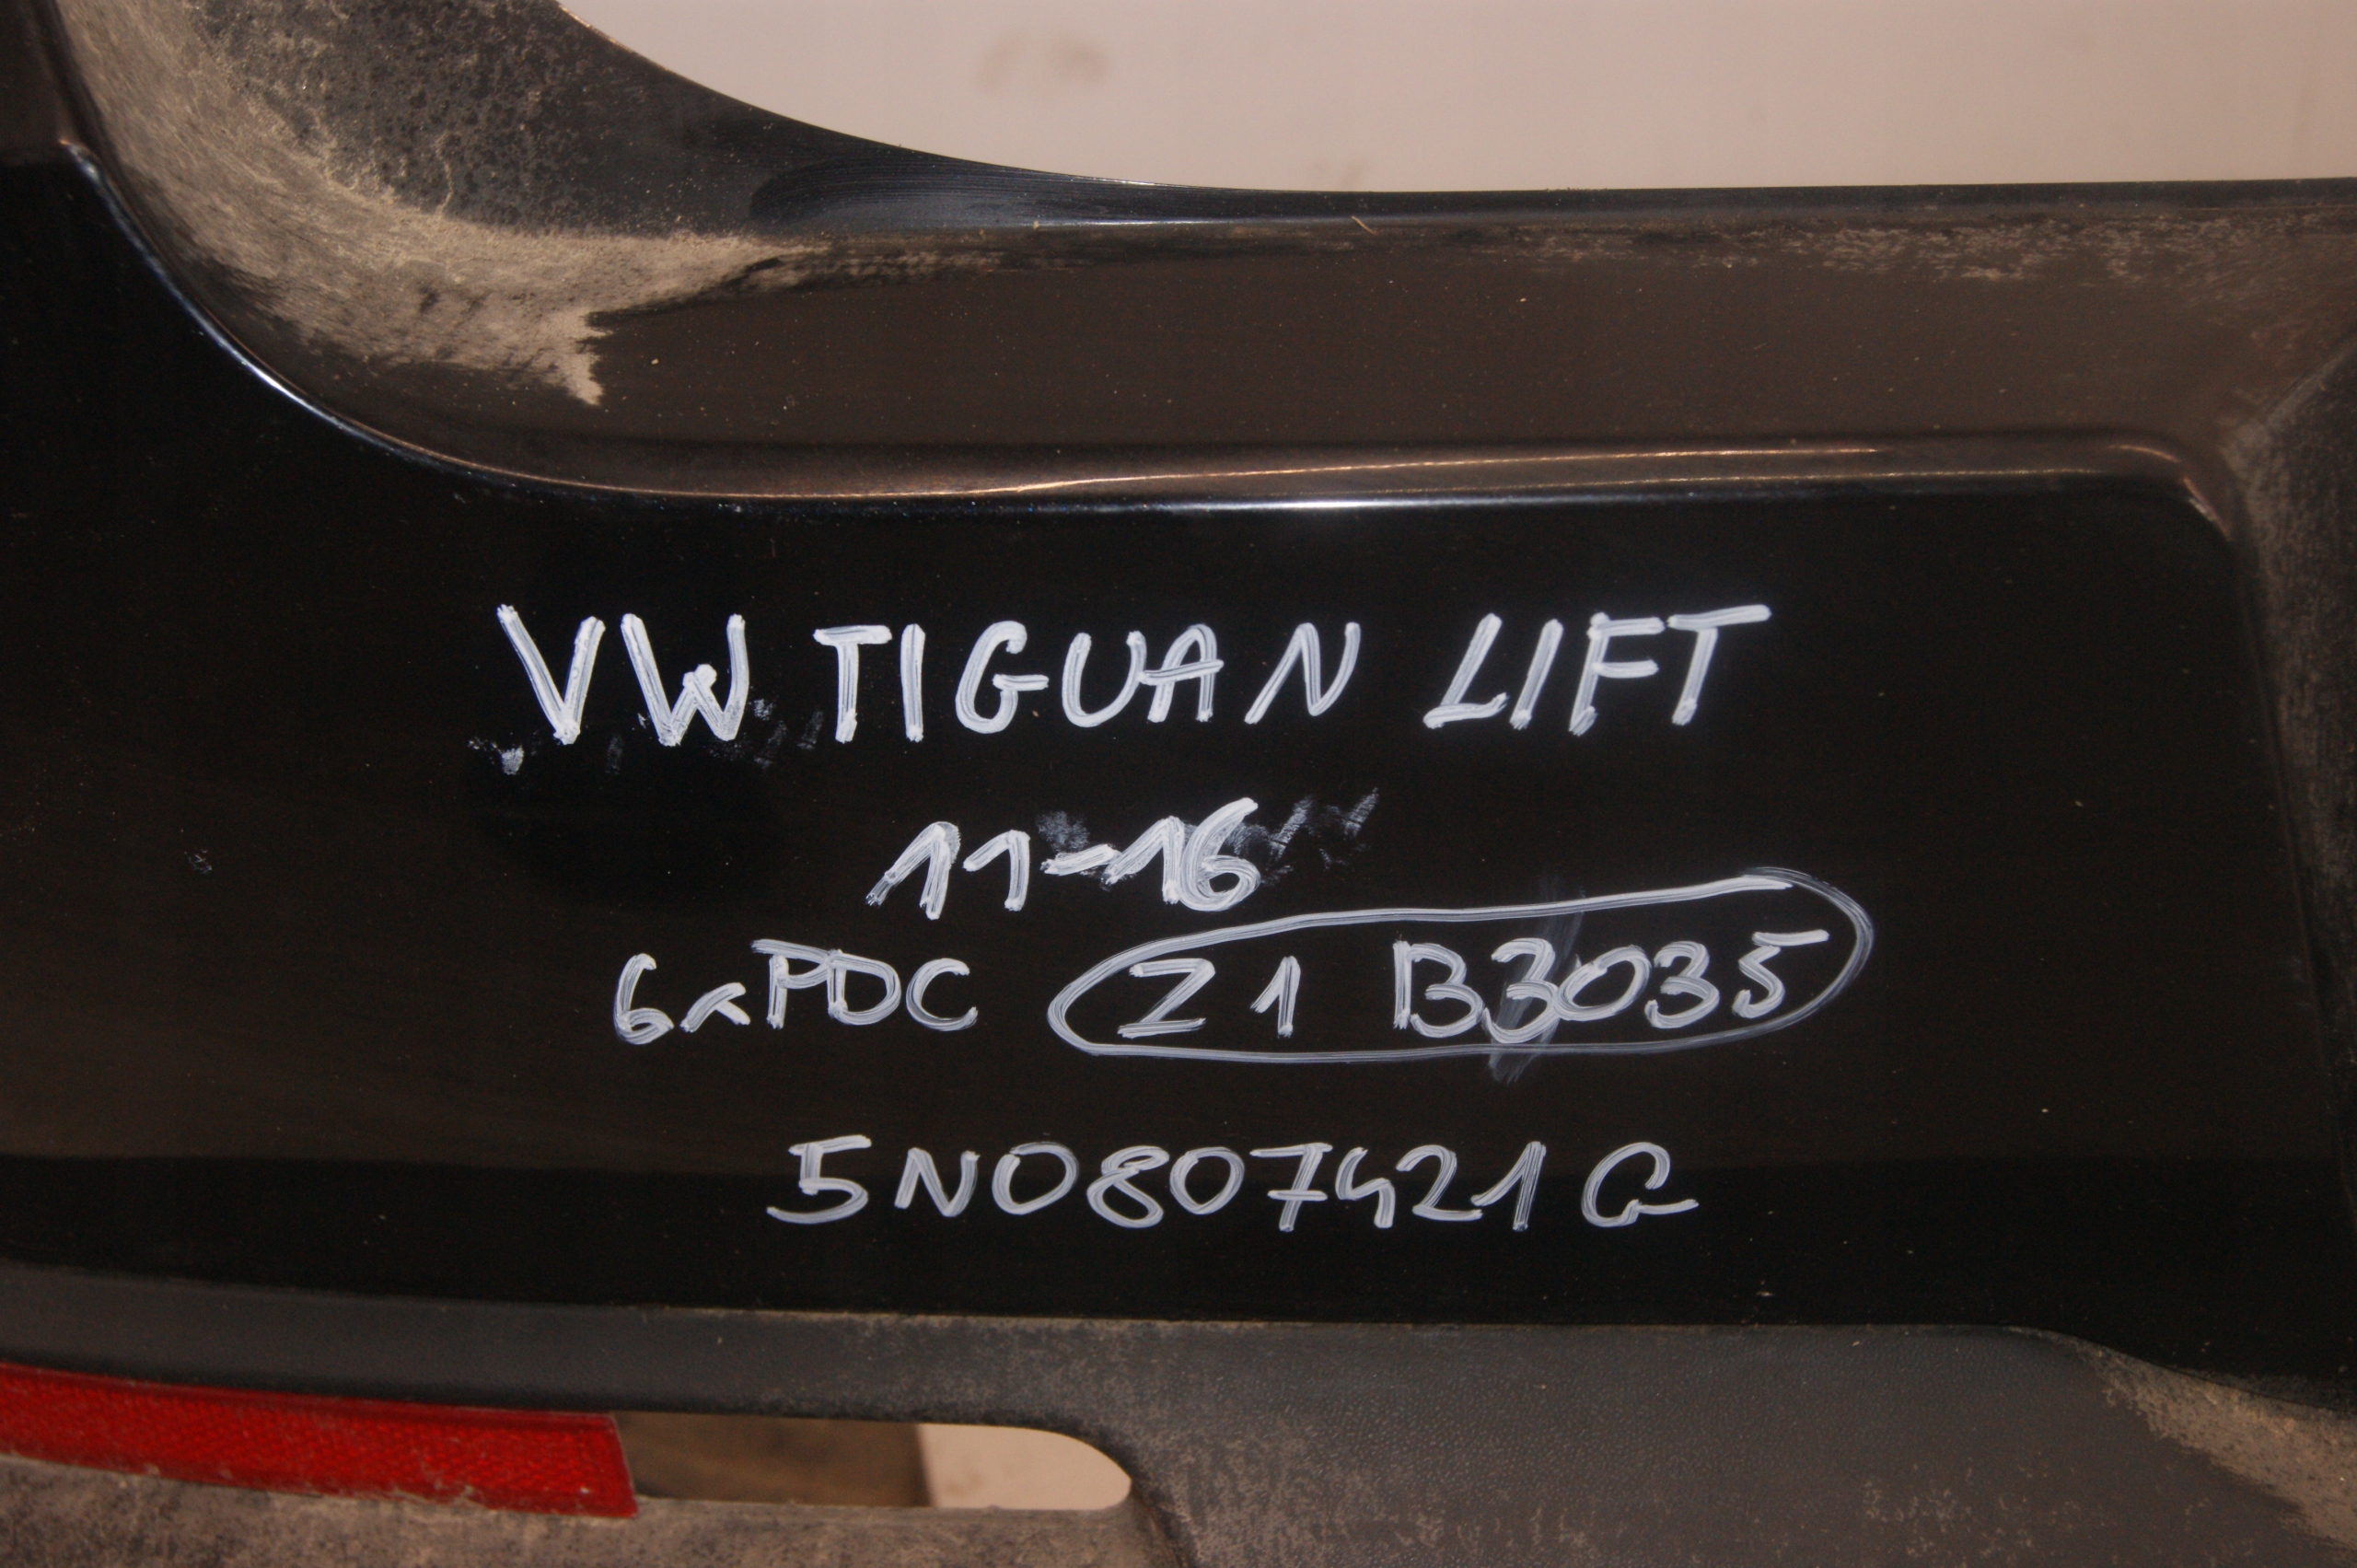 VW TIGUAN LIFT
11-16
6xPDC Z1 B3035
5N0807421G